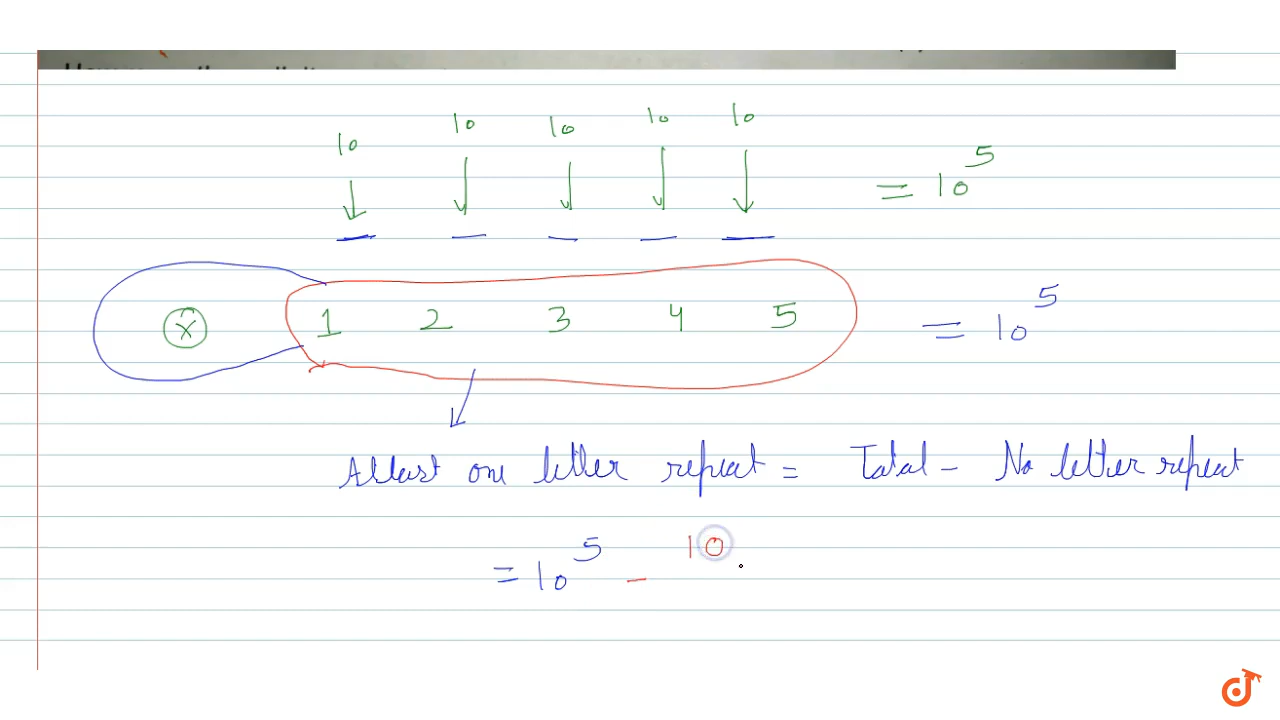 10 10 10 10 10
= 10^5
x 1 2 3 4 5 = 10^5
Atleast one letter repeat = Total - No letter repeat
= 10^5 - 10